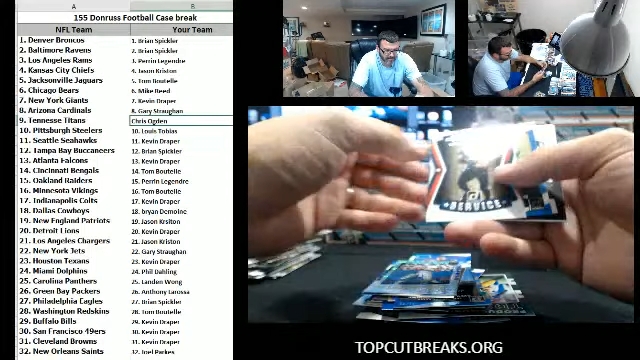 155 Donruss Football Case break
NFL Team Your Team
1. Denver Broncos 1. Brian Spickler
2. Baltimore Ravens 2. Brian Spickler
3. Los Angeles Rams 3. Perrin Legendre
4. Kansas City Chiefs 4. Jason Kriston
5. Jacksonville Jaguars 5. Tom Boutelle
6. Chicago Bears 6. Mike Reed
7. New York Giants 7. Kevin Draper
8. Arizona Cardinals 8. Gary Straughan
9. Tennesse Titans Chris Ogden
10. Pittsburgh Steelers 10. Louis Tobias
11. Seattle Seahawks 11. Kevin Draper
12. Tampa Bay Buccaneers 12. Brian Spickler
13. Atlanta Falcons 13. Kevin Draper
14. Cincinnati Bengals 14. Tom Boutelle
15. Oakland Raiders 15. Perrin Legendre
16. Minnesota Vikings 16. Tom Boutelle
17. Indianapolis Colts 17. Kevin Draper
18. Dallas Cowboys 18. bryan Demoine
19. New England Patriots 19. Jason Kriston
20. Detroit Lions 20. Kevin Draper
21. Los Angeles Chargers 21. Jason Kriston
22. New York Jets 22. Gary Straughan
23. Houston Texans 23. Kevin Draper
24. Miami Dolphins 24. Phil Dahling
25. Carolina Panthers 25. Landen Wong
26. Green Bay Packers 26. Anthony Larossa
27. Philadelphia Eagles 27. Brian Spickler
28. Washington Redskins 28. Tom Boutelle
29. Buffalo Bills 29. Kevin Draper
30. San Francisco 49ers 30. Kevin Draper
31. Cleveland Browns 31. Kevin Draper
32. New Orleans Saints 32. Joel Parkes
SERVICE
TOPCUTBREAKS.ORG